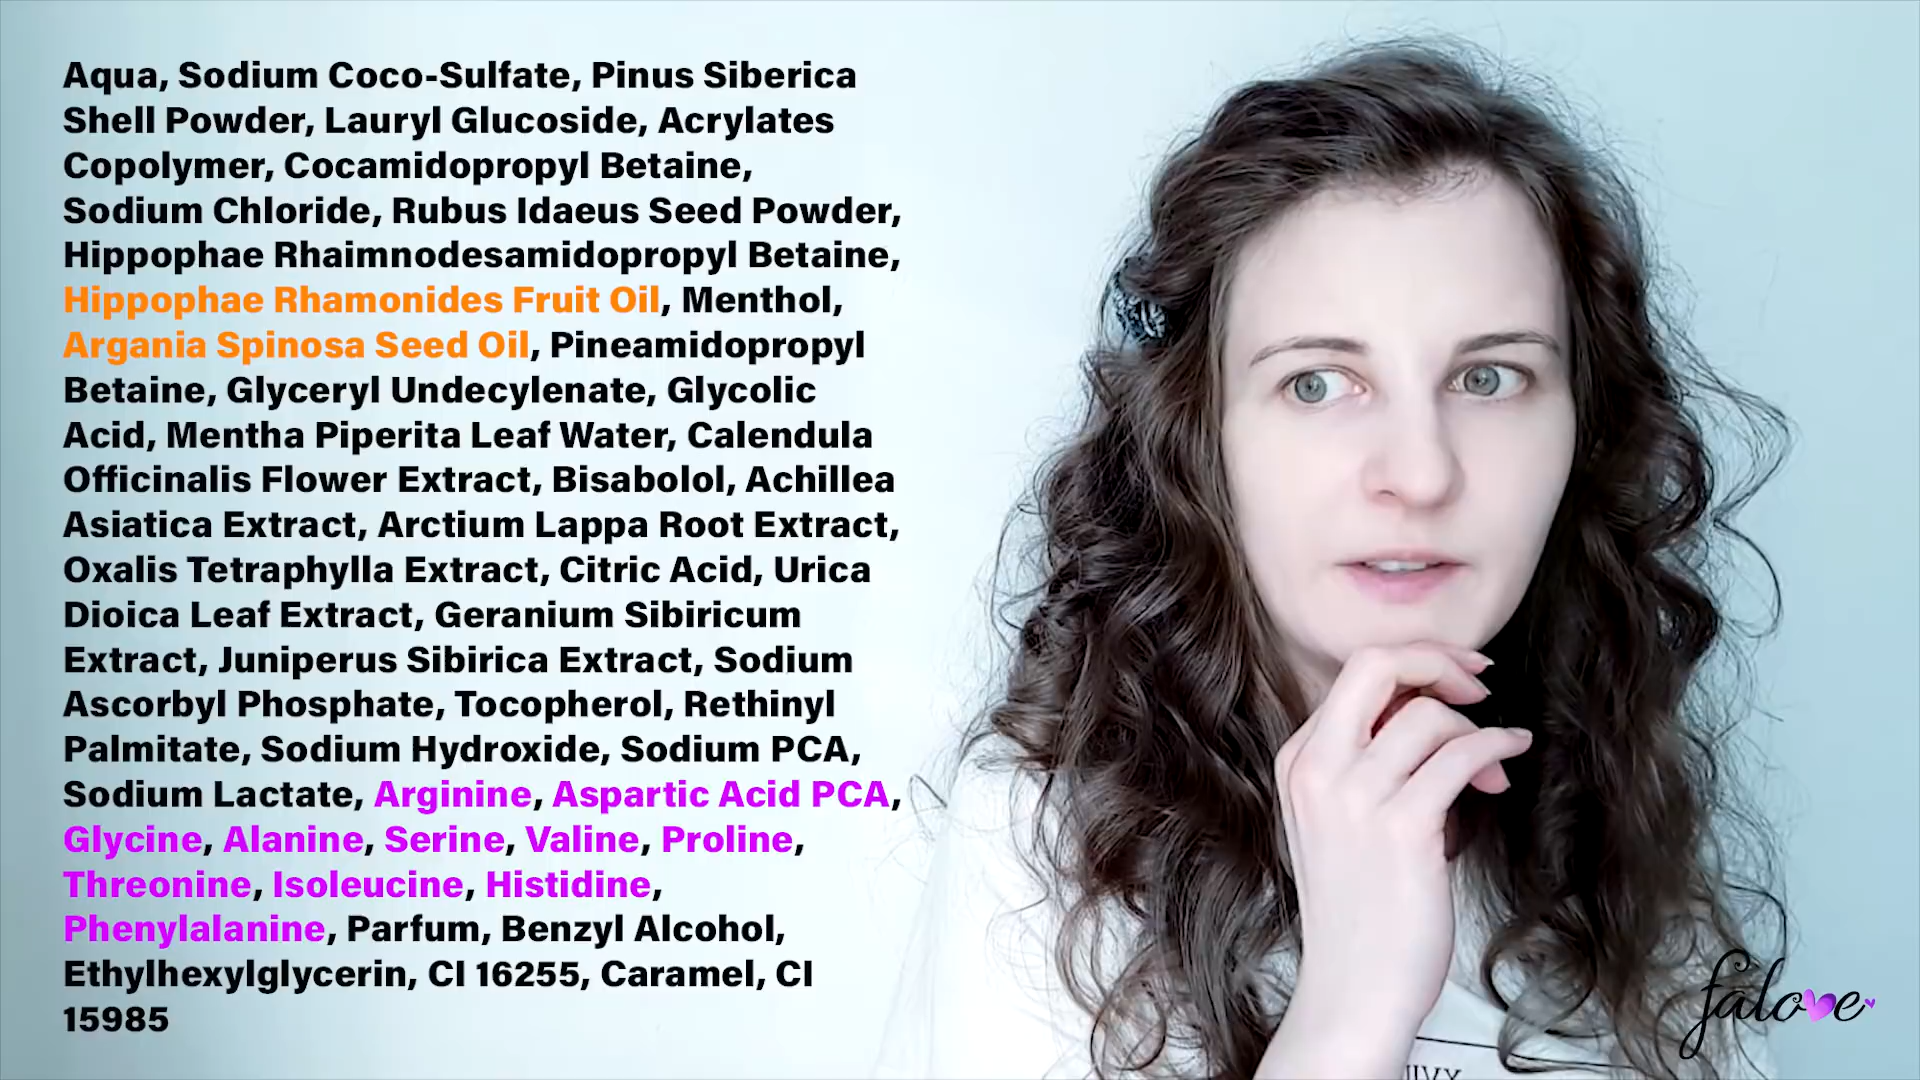 Aqua, Sodium Coco-Sulfate, Pinus Siberica
Shell Powder, Lauryl Glucoside, Acrylates
Copolymer, Cocamidopropyl Betaine,
Sodium Chloride, Rubus Idaeus Seed Powder,
Hippophae Rhaimnodesamidopropyl Betaine,
Hippophae Rhamonides Fruit Oil, Menthol,
Argania Spinosa Seed Oil, Pineamidopropyl
Betaine, Glyceryl Undecylenate, Glycolic
Acid, Mentha Piperita Leaf Water, Calendula
Officinalis Flower Extract, Bisabolol, Achillea
Asiatica Extract, Arctium Lappa Root Extract,
Oxalis Tetraphylla Extract, Citric Acid, Urica
Dioica Leaf Extract, Geranium Sibiricum
Extract, Juniperus Sibirica Extract, Sodium
Ascorbyl Phosphate, Tocopherol, Rethinyl
Palmitate, Sodium Hydroxide, Sodium PCA,
Sodium Lactate, Arginine, Aspartic Acid PCA,
Glycine, Alanine, Serine, Valine, Proline,
Threonine, Isoleucine, Histidine,
Phenylalanine, Parfum, Benzyl Alcohol,
Ethylhexylglycerin, CI 16255, Caramel, CI
15985
falove